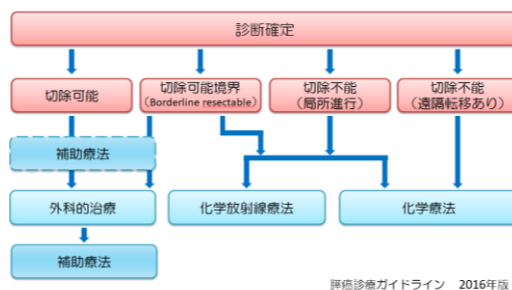 診断確定
切除可能
切除可能境界
（Borderline resectable）
切除不能
（局所進行）
切除不能
（遠隔転移あり）
補助療法
外科的治療
化学放射線療法
化学療法
補助療法
膵癌診療ガイドライン　2016年版